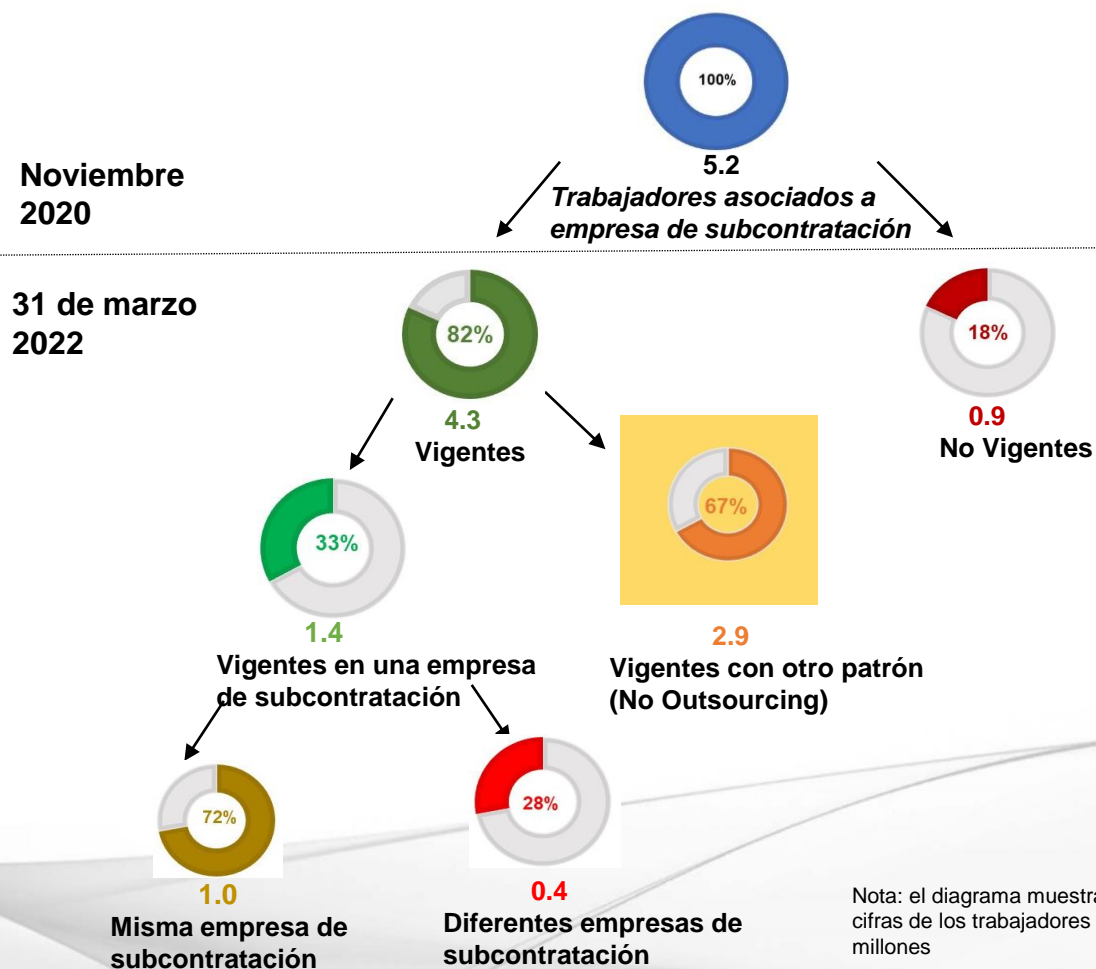 100%
5.2
Trabajadores asociados a
empresa de subcontratación
Noviembre
2020
31 de marzo
2022
82%
4.3
Vigentes
18%
0.9
No Vigentes
33%
1.4
Vigentes en una empresa
de subcontratación
67%
2.9
Vigentes con otro patrón
(No Outsourcing)
72%
1.0
Misma empresa de
subcontratación
28%
0.4
Diferentes empresas de
subcontratación
Nota: el diagrama muestra
cifras de los trabajadores
millones